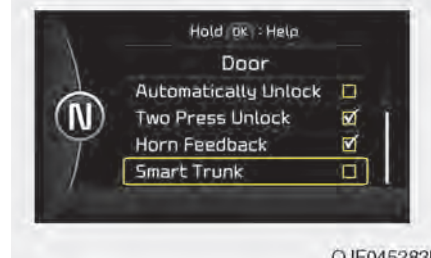 Hold OK : Help
Door
Automatically Unlock
Two Press Unlock
N
Horn Feedback
Smart Trunk